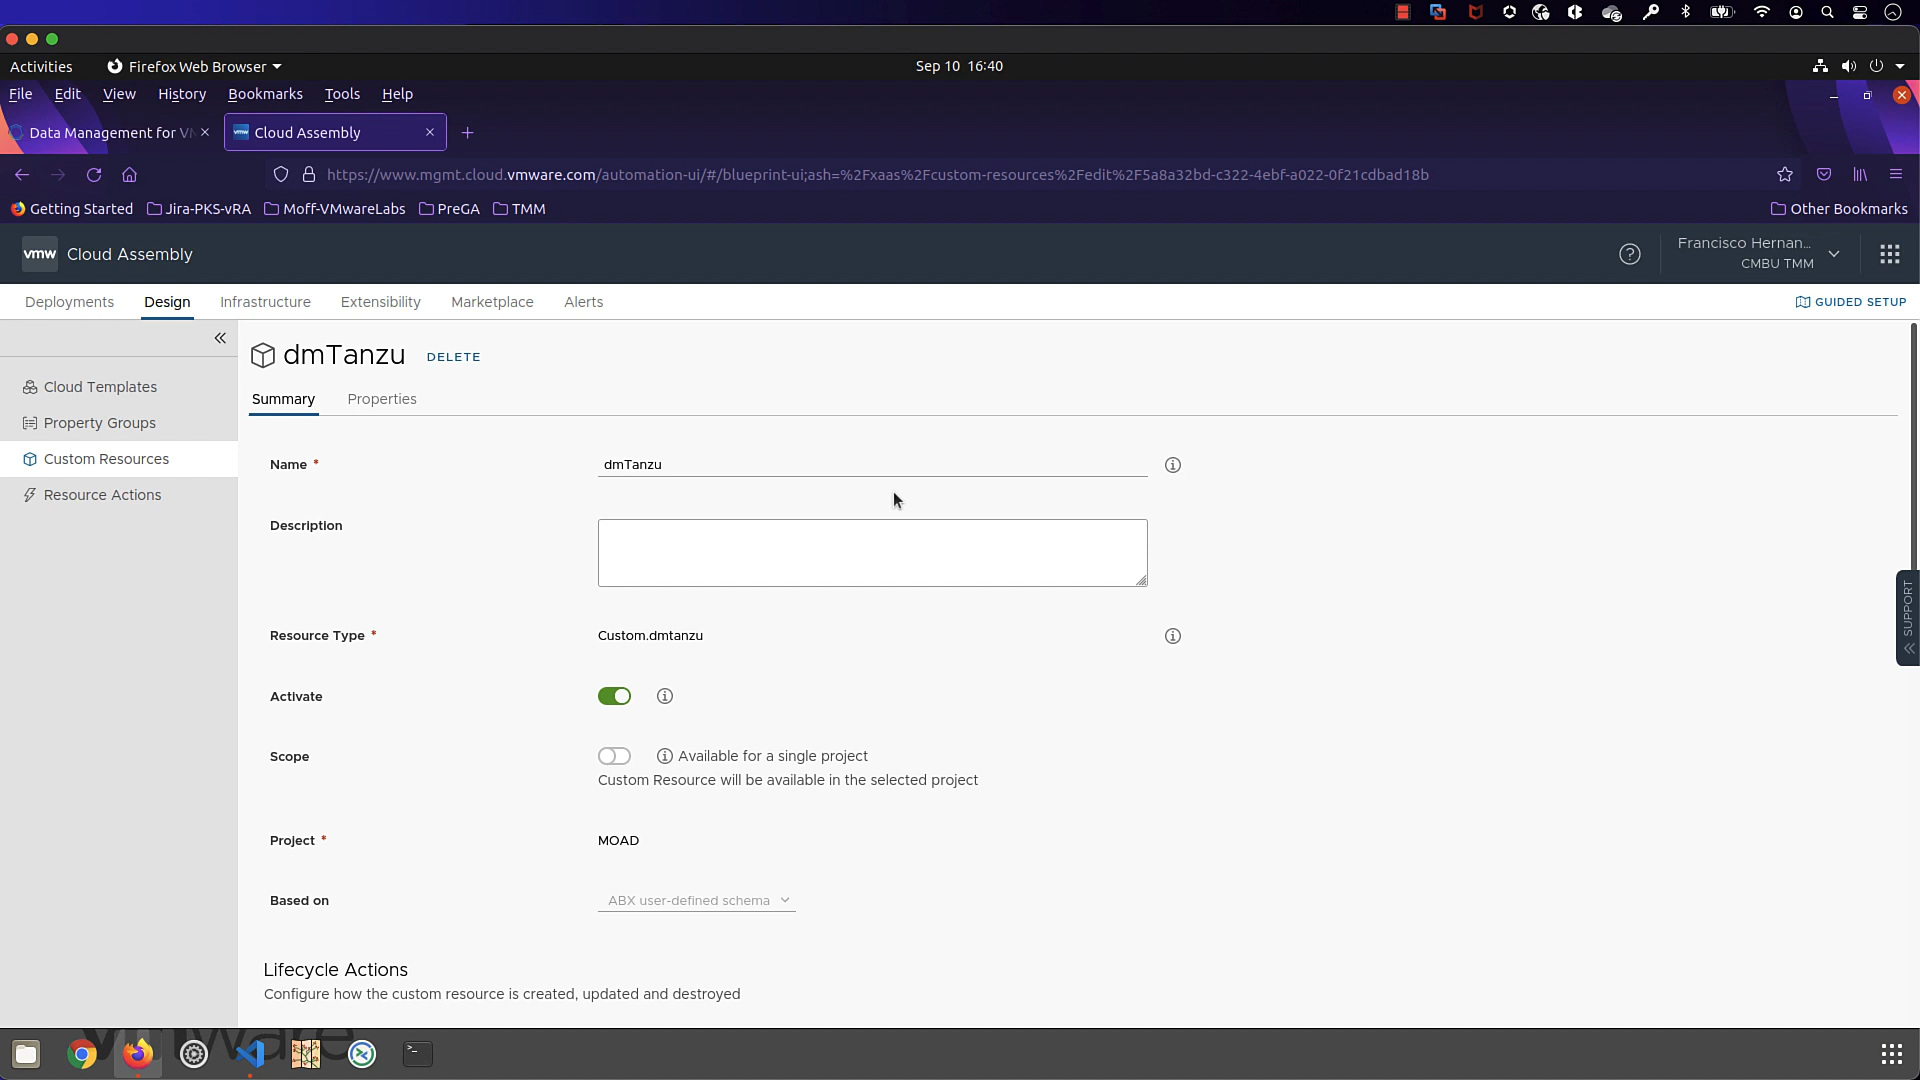 Activities
Firefox Web Browser
Sep 10 16:40
File Edit View History Bookmarks Tools Help
Data Management for VM
vmw Cloud Assembly
https://www.mgmt.cloud.vmware.com/automation-ui/#/blueprint-ui;ash=%2Fxaas%2Fcustom-resources%2Fedit%2F5a8a32bd-c322-4ebf-a022-0f21cdbad18b
Getting Started Jira-PKS-vRA Moff-VMwareLabs PreGA TMM Other Bookmarks
vmw Cloud Assembly
Francisco Hernan...
CMBU TMM
Deployments Design Infrastructure Extensibility Marketplace Alerts GUIDED SETUP
dmTanzu DELETE
Cloud Templates
Property Groups
Custom Resources
Resource Actions
Summary Properties
Name * dmTanzu
Description
Resource Type * Custom.dmtanzu
Activate
Scope Available for a single project
Custom Resource will be available in the selected project
Project * MOAD
Based on ABX user-defined schema
Lifecycle Actions
Configure how the custom resource is created, updated and destroyed
SUPPORT
vmware